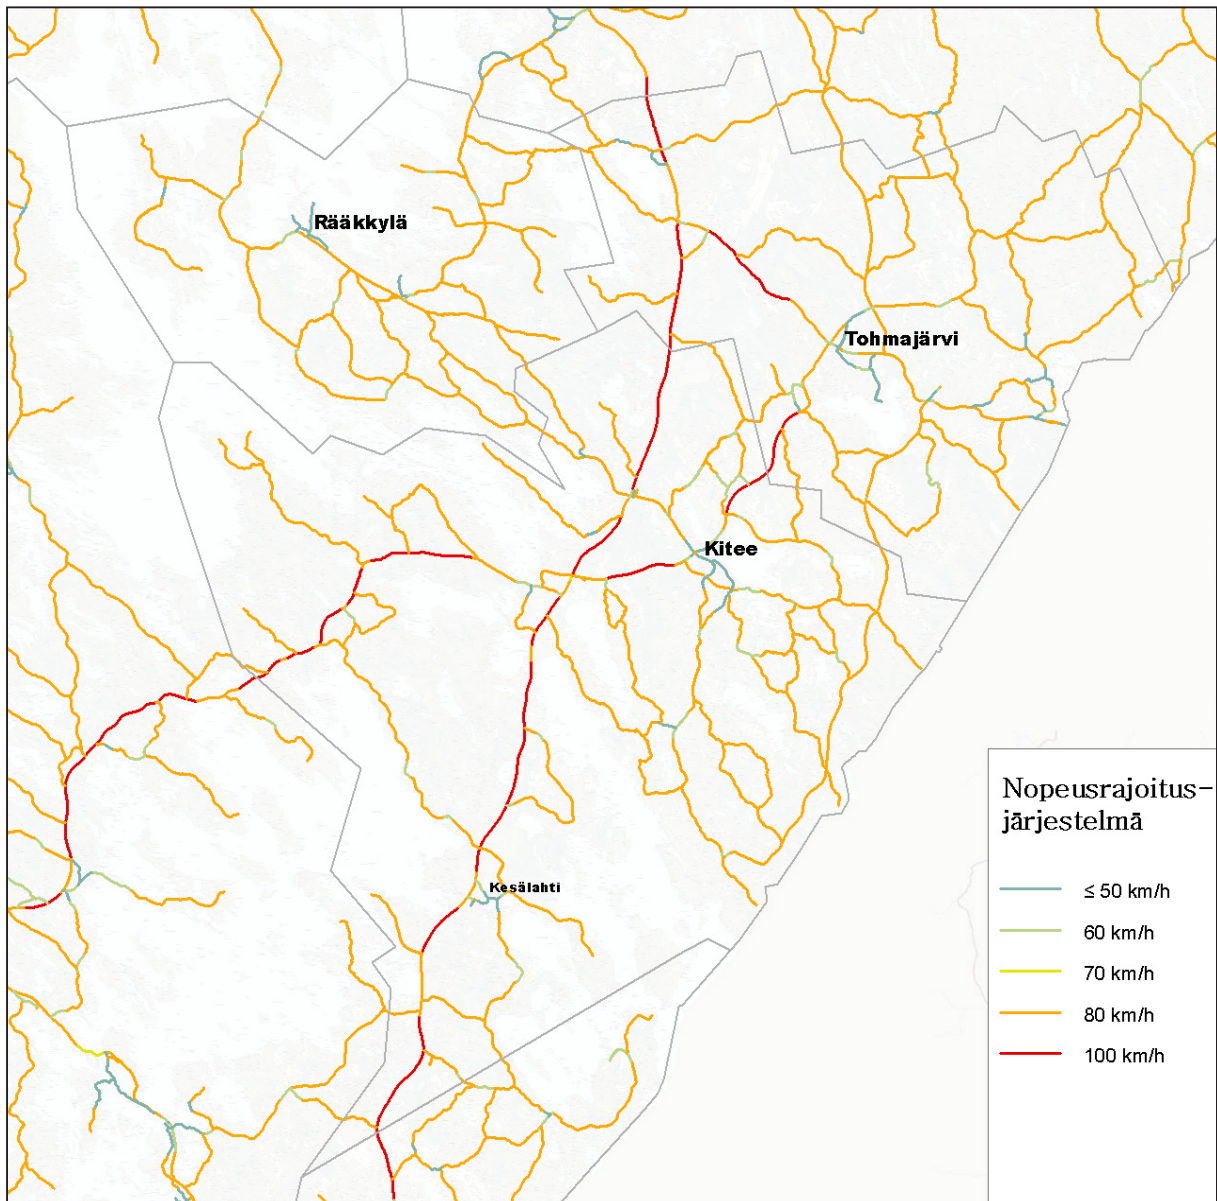 Rääkkylä
Tohmajärvi
Kitee
Kesälahti
Nopeusrajoitus-
järjestelmä
≤ 50 km/h
60 km/h
70 km/h
80 km/h
100 km/h